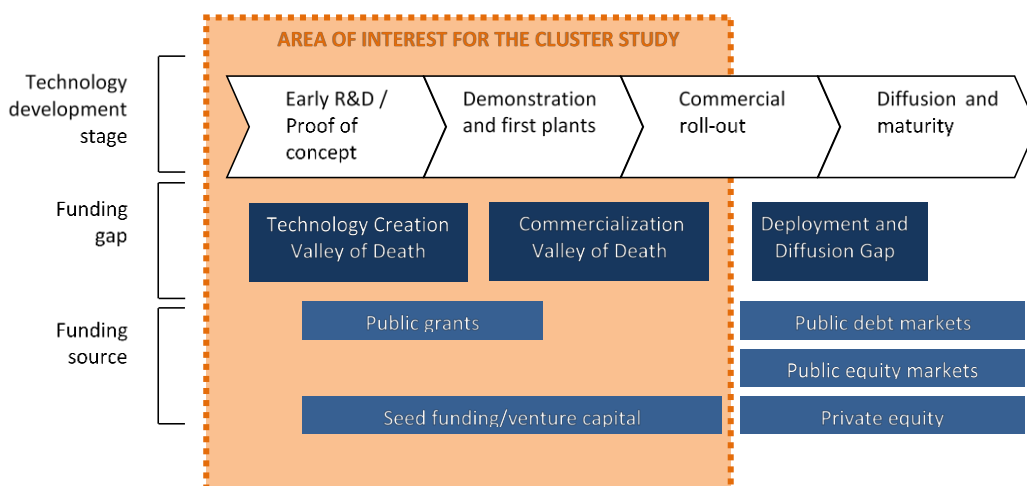 AREA OF INTEREST FOR THE CLUSTER STUDY
Technology
development
stage
Early R&D /
Proof of
concept
Demonstration
and first plants
Commercial
roll-out
Diffusion and
maturity
Funding
gap
Technology Creation
Valley of Death
Commercialization
Valley of Death
Deployment and
Diffusion Gap
Funding
source
Public grants
Public debt markets
Public equity markets
Seed funding/venture capital
Private equity